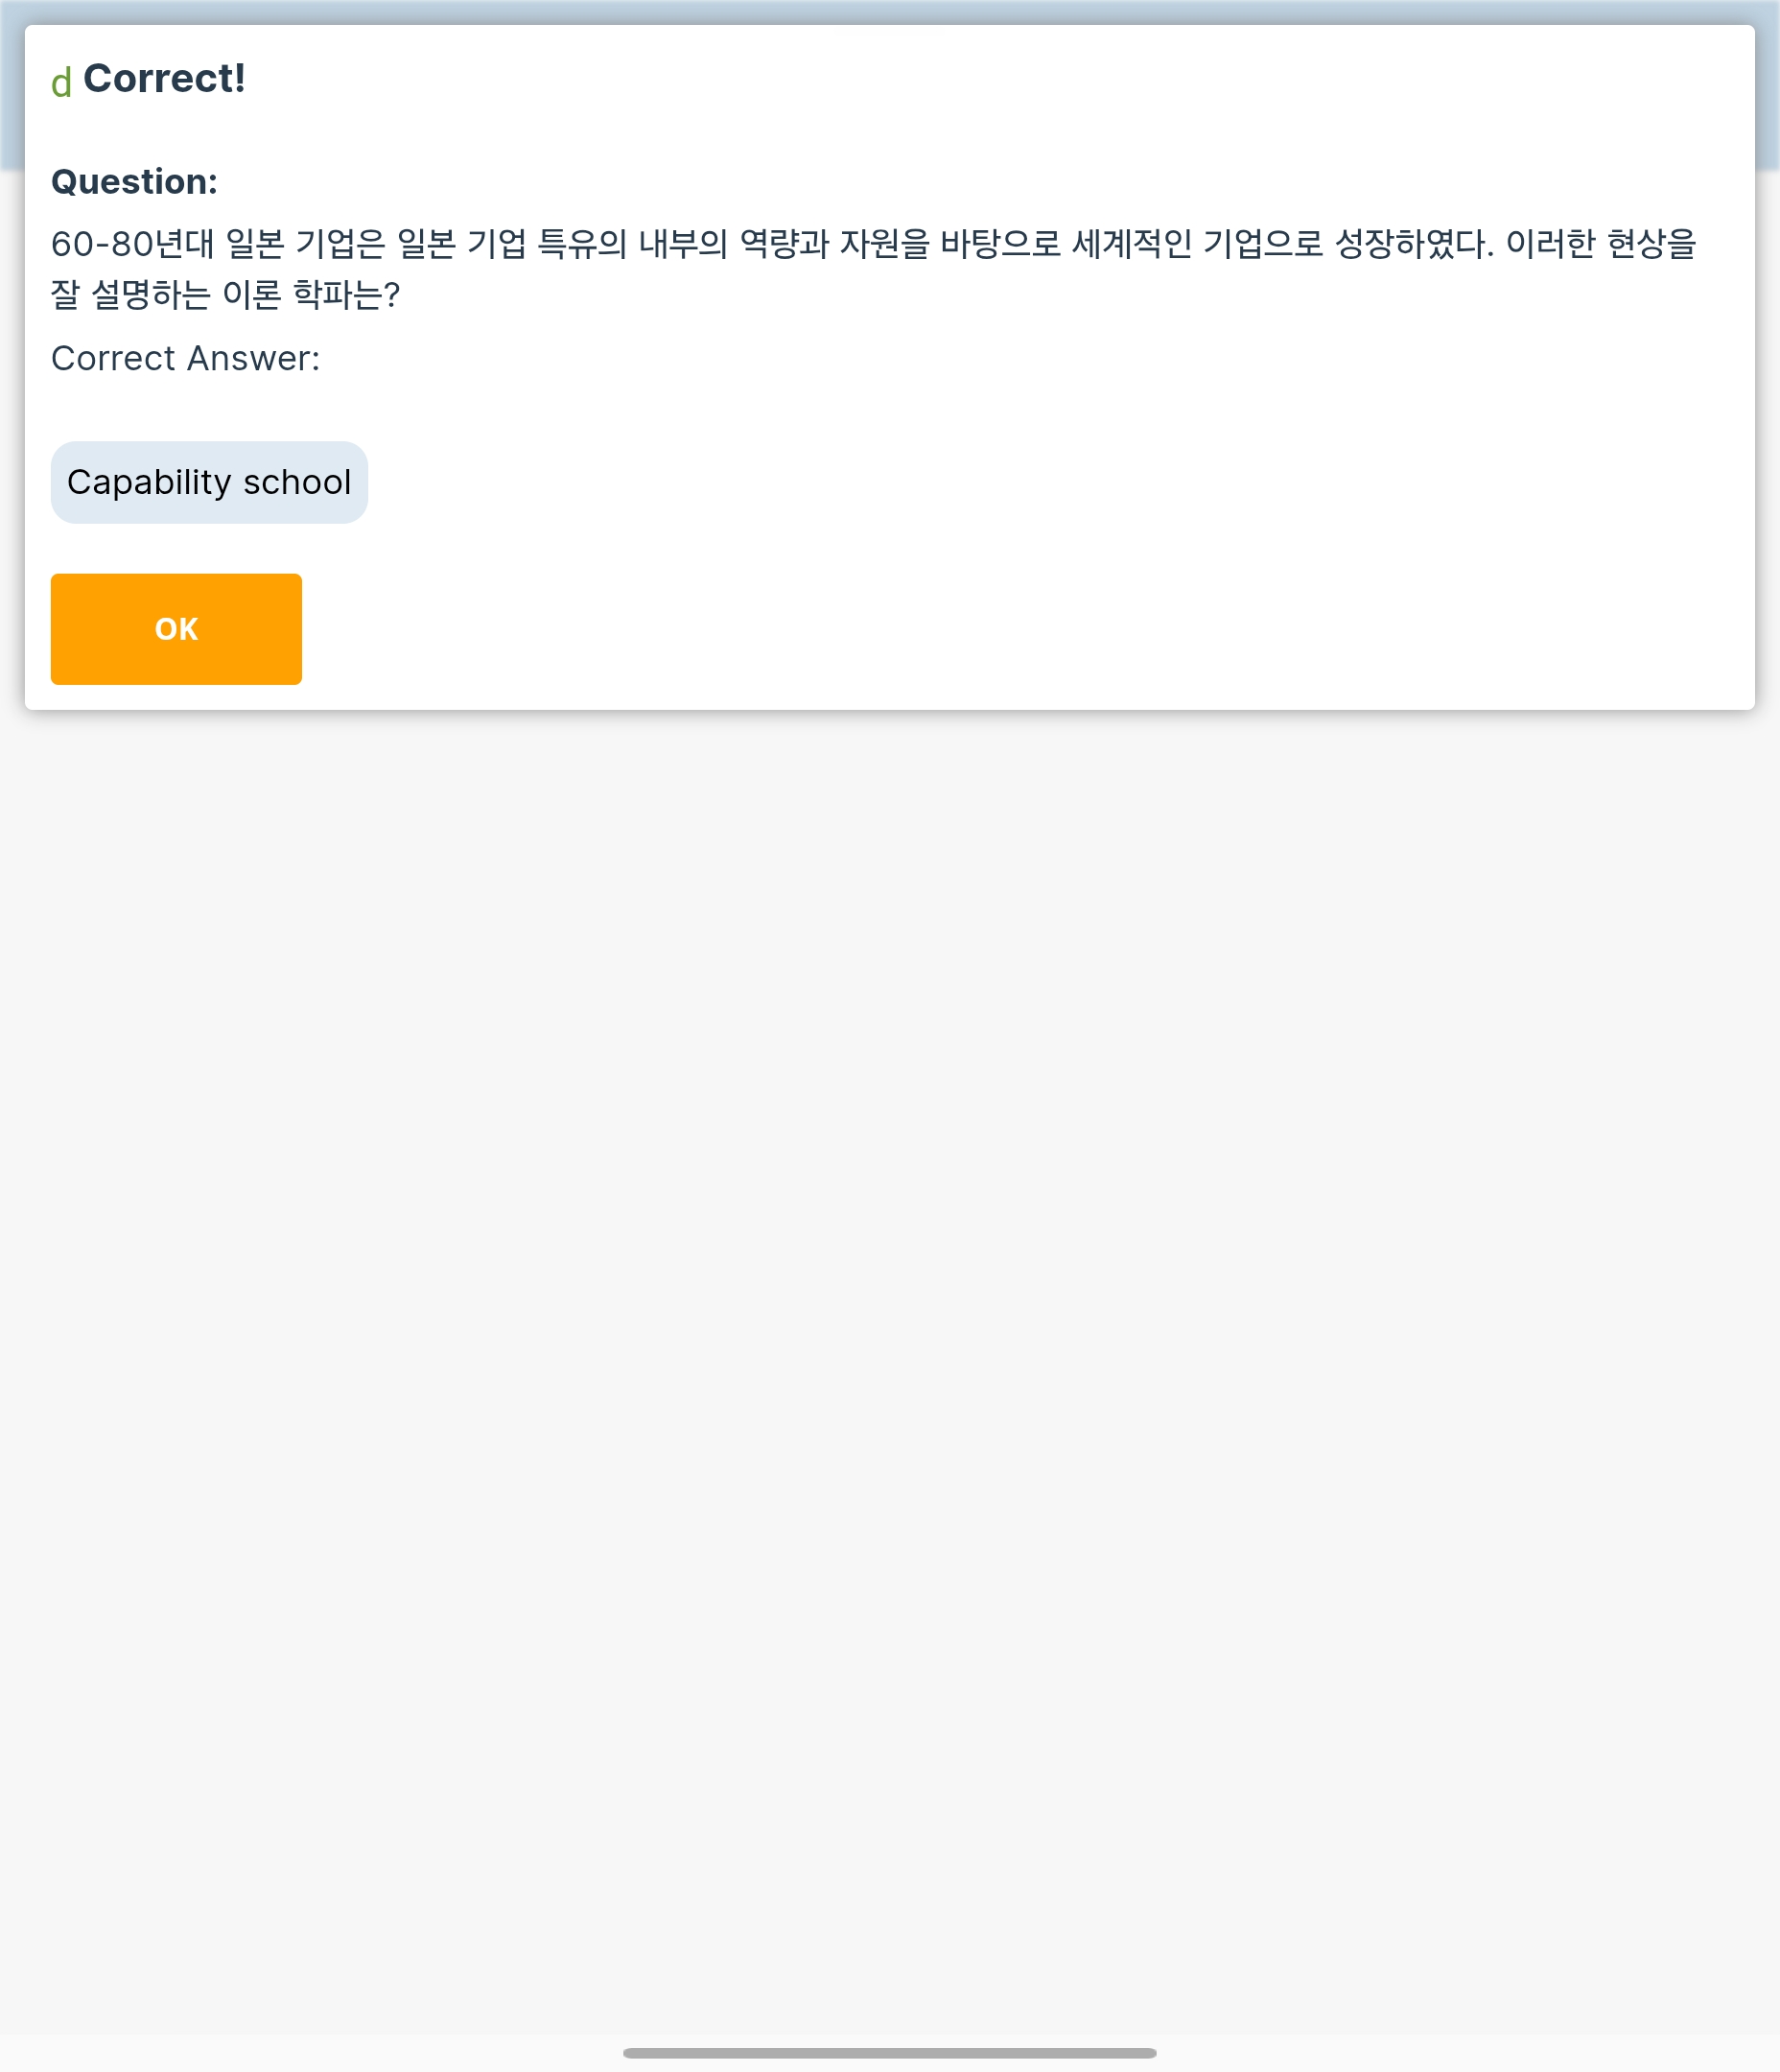 d Correct!
Question:
60-80년대 일본 기업은 일본 기업 특유의 내부의 역량과 자원을 바탕으로 세계적인 기업으로 성장하였다. 이러한 현상을
잘 설명하는 이론 학파는?
Correct Answer:
Capability school
OK